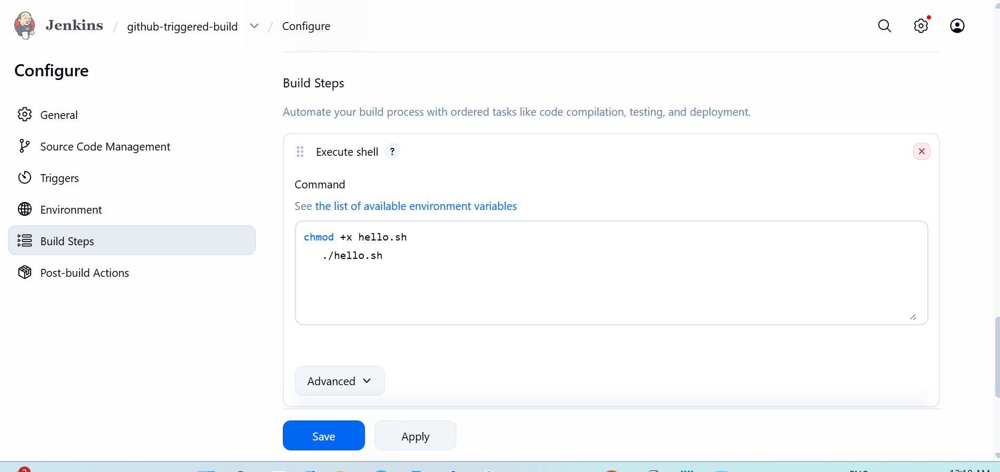 Jenkins / github-triggered-build / Configure
Configure
General
Source Code Management
Triggers
Environment
Build Steps
Post-build Actions
Build Steps
Automate your build process with ordered tasks like code compilation, testing, and deployment.
Execute shell ?
Command
See the list of available environment variables
chmod +x hello.sh
./hello.sh
Advanced
Save
Apply